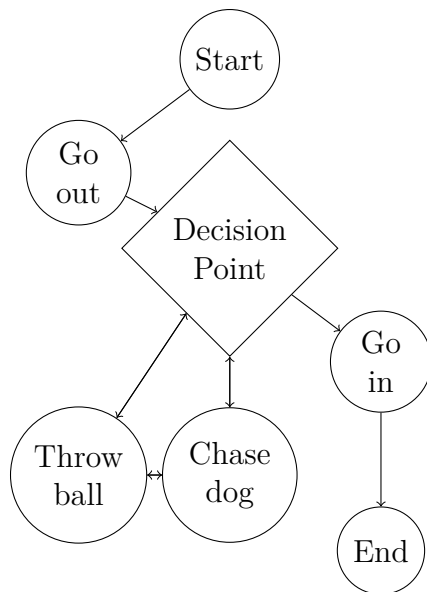 Start
Go
out
Decision
Point
Go
in
Throw
ball
Chase
dog
End